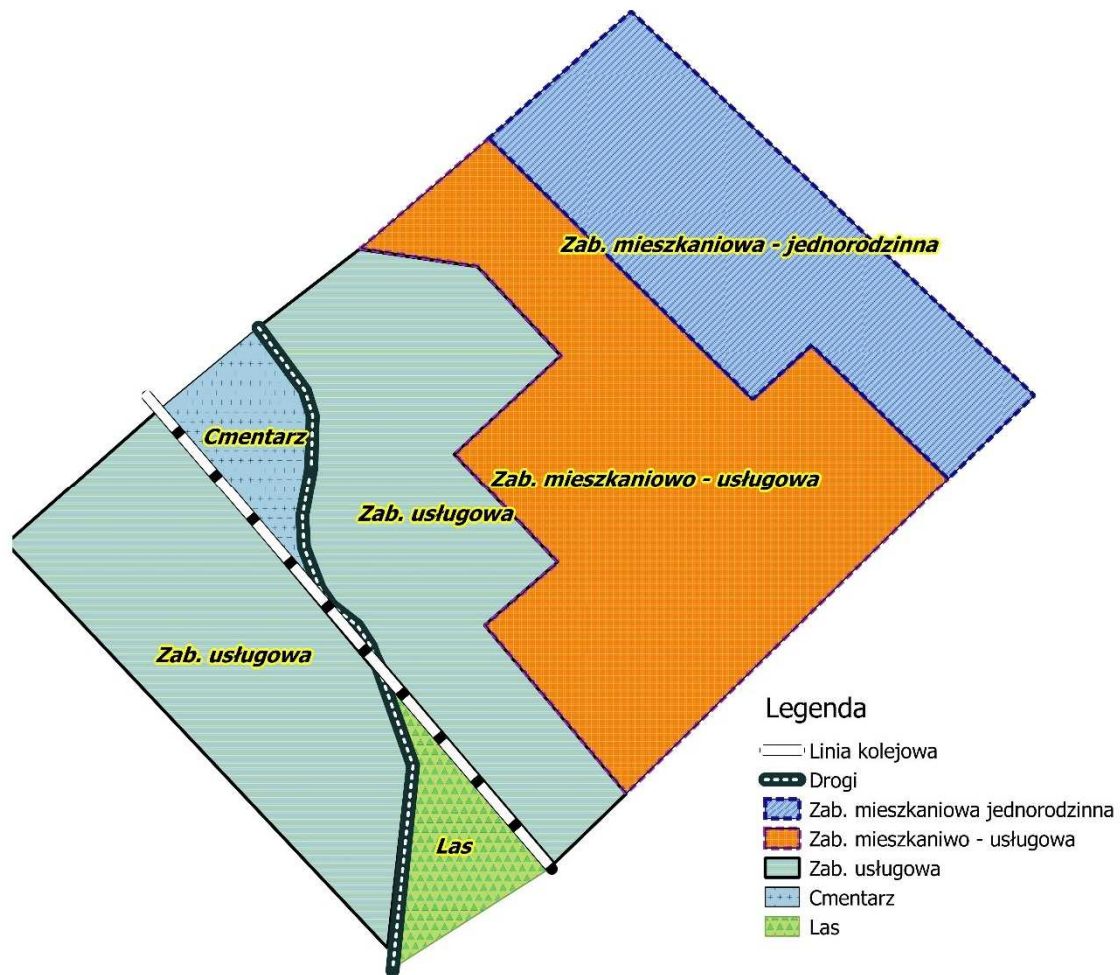 Zab. mieszkaniowa - jednorodzinna
Cmentarz
Zab. mieszkaniowo - usługowa
Zab. usługowa
Zab. usługowa
Las
Legenda
Linia kolejowa
Drogi
Zab. mieszkaniowa jednorodzinna
Zab. mieszkaniwo - usługowa
Zab. usługowa
Cmentarz
Las